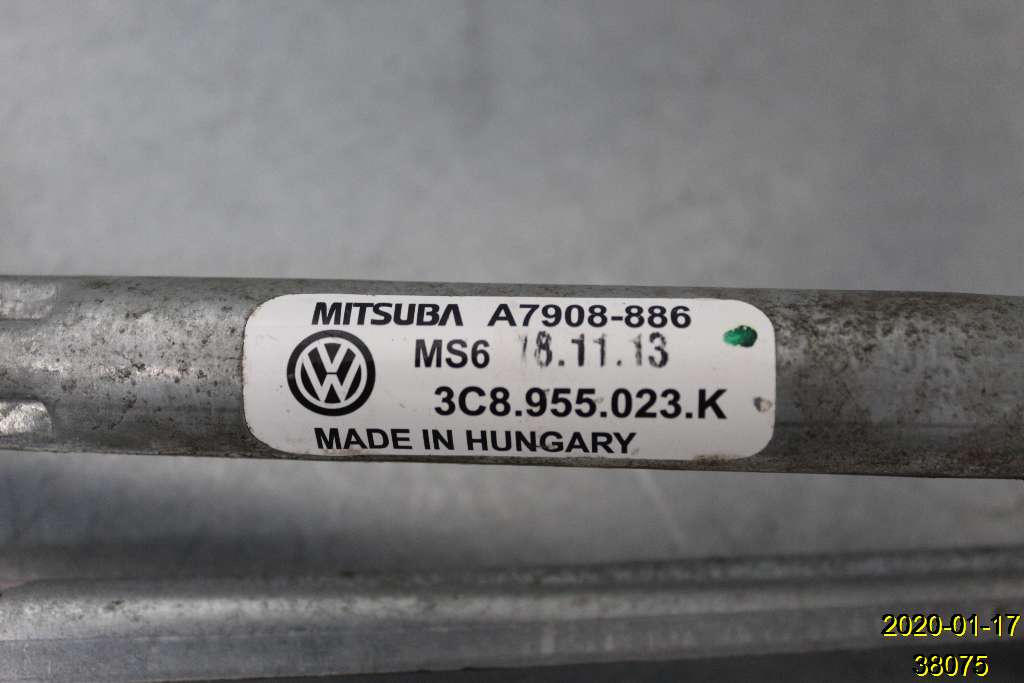 MITSUBA A7908-886
MS6 18.11.13
3C8.955.023.K
MADE IN HUNGARY
2020-01-17
38075